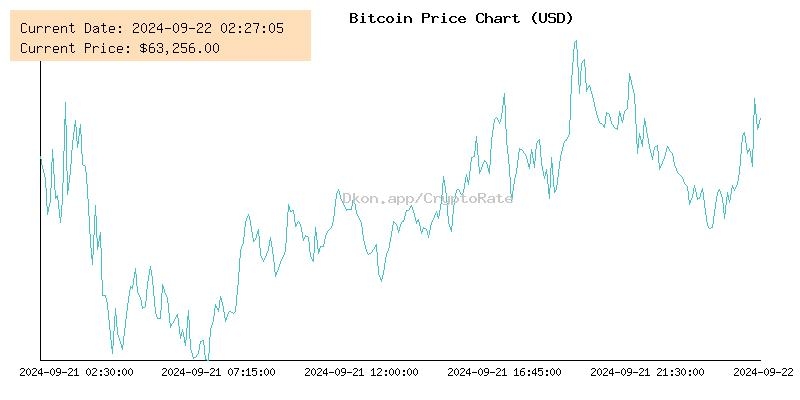 Bitcoin Price Chart (USD)
Current Date: 2024-09-22 02:27:05
Current Price: $63,256.00
Dkon.app/CryptoRate
2024-09-21 02:30:00 2024-09-21 07:15:00 2024-09-21 12:00:00 2024-09-21 16:45:00 2024-09-21 21:30:00 2024-09-22